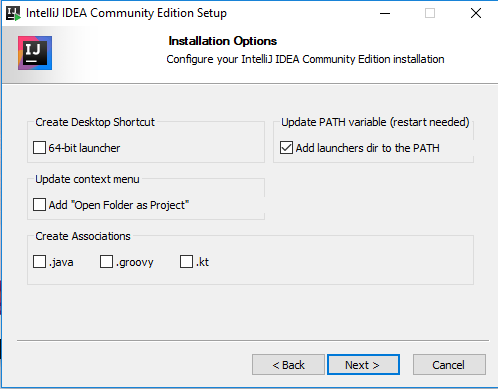 IntelliJ IDEA Community Edition Setup
IJ
Installation Options
Configure your IntelliJ IDEA Community Edition installation
Create Desktop Shortcut
64-bit launcher
Update PATH variable (restart needed)
Add launchers dir to the PATH
Update context menu
Add "Open Folder as Project"
Create Associations
.java .groovy .kt
< Back Next > Cancel